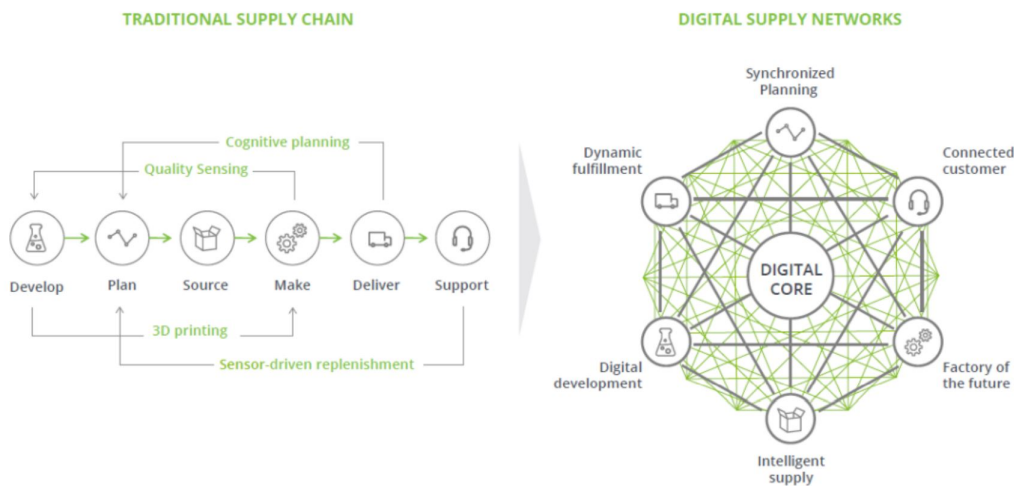 TRADITIONAL SUPPLY CHAIN
Cognitive planning
Quality Sensing
Develop
Plan
Source
Make
Deliver
Support
3D printing
Sensor-driven replenishment
DIGITAL SUPPLY NETWORKS
Synchronized
Planning
Dynamic
fulfillment
Connected
customer
DIGITAL
CORE
Digital
development
Factory of
the future
Intelligent
supply